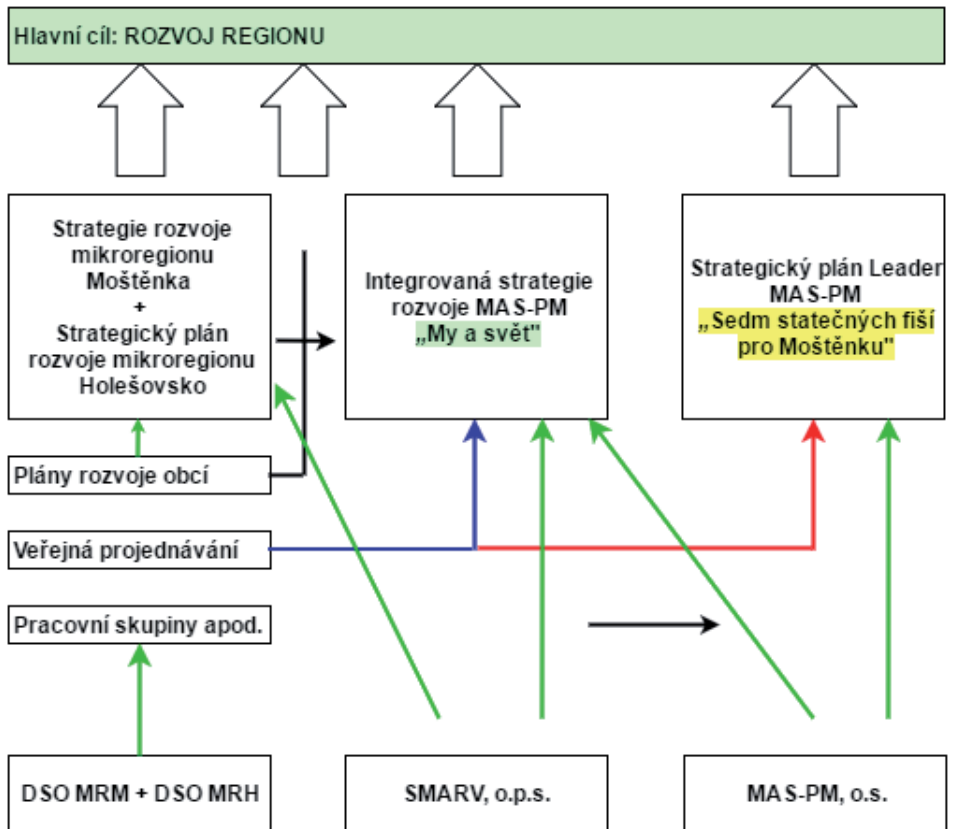 Hlavní cíl: ROZVOJ REGIONU
Strategie rozvoje
mikroregionu
Moštěnka
+
Strategický plán
rozvoje mikroregionu
Holešovsko
Integrovaná strategie
rozvoje MAS-PM
„My a svět"
Strategický plán Leader
MAS-PM
„Sedm statečných fiší
pro Moštěnku"
Plány rozvoje obcí
Veřejná projednávání
Pracovní skupiny apod.
DSO MRM + DSO MRH
SMARV, o.p.s.
MAS-PM, o.s.